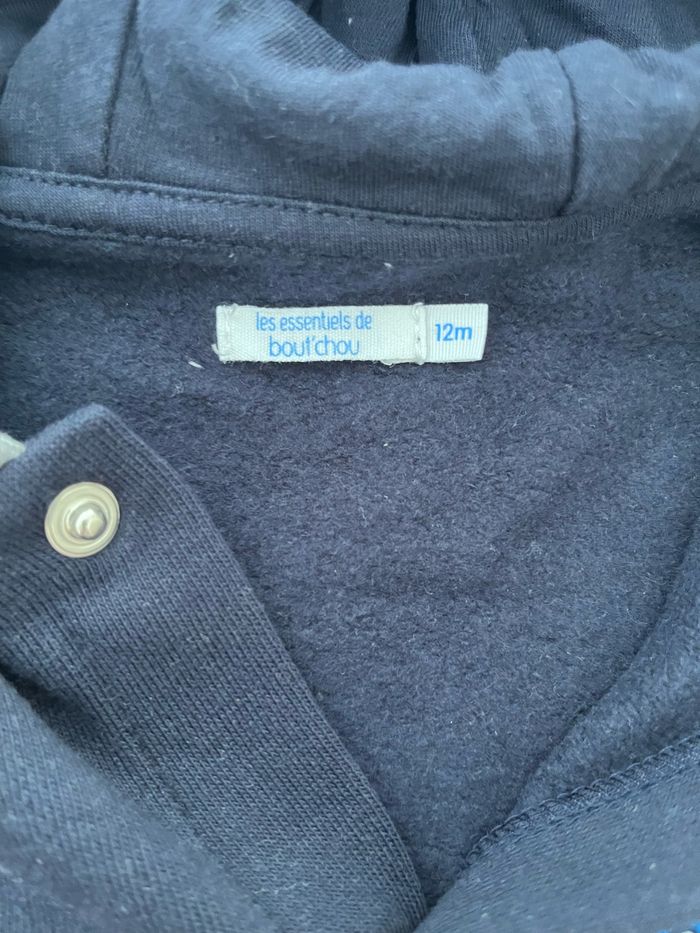 les essentiels de
bout'chou
12m